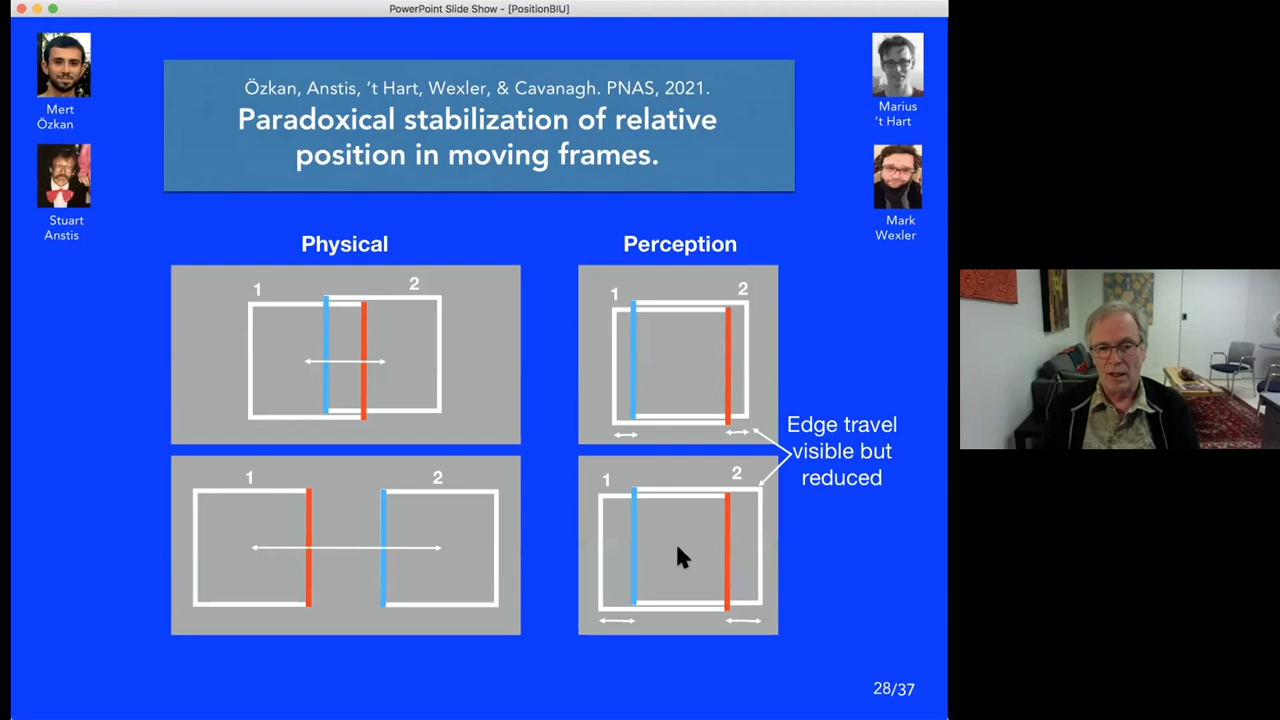 PowerPoint Slide Show - [PositionBIU]
Özkan, Anstis, ’t Hart, Wexler, & Cavanagh. PNAS, 2021.
Paradoxical stabilization of relative
position in moving frames.
Mert
Özkan
Stuart
Anstis
Marius
’t Hart
Mark
Wexler
Physical
Perception
1
2
1
2
1
2
1
2
Edge travel
visible but
reduced
28/37